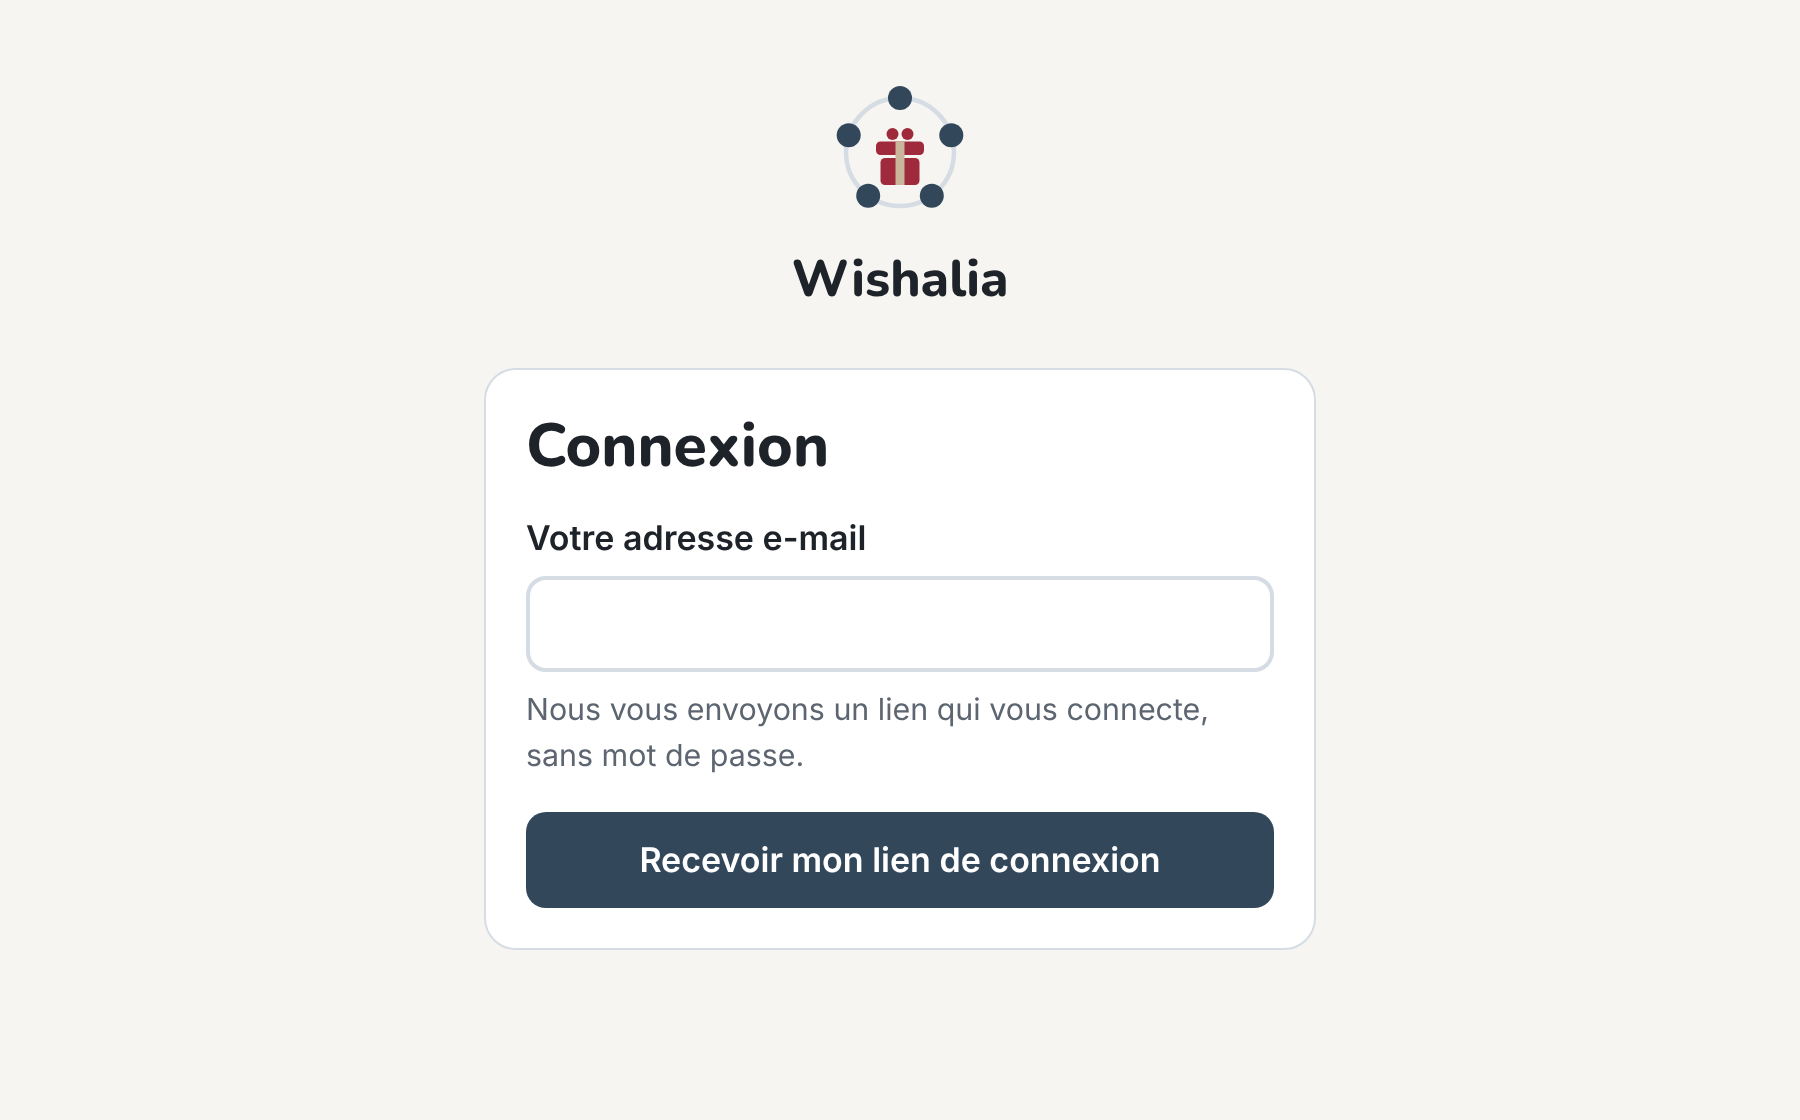 Wishalia
Connexion
Votre adresse e-mail
Nous vous envoyons un lien qui vous connecte,
sans mot de passe.
Recevoir mon lien de connexion